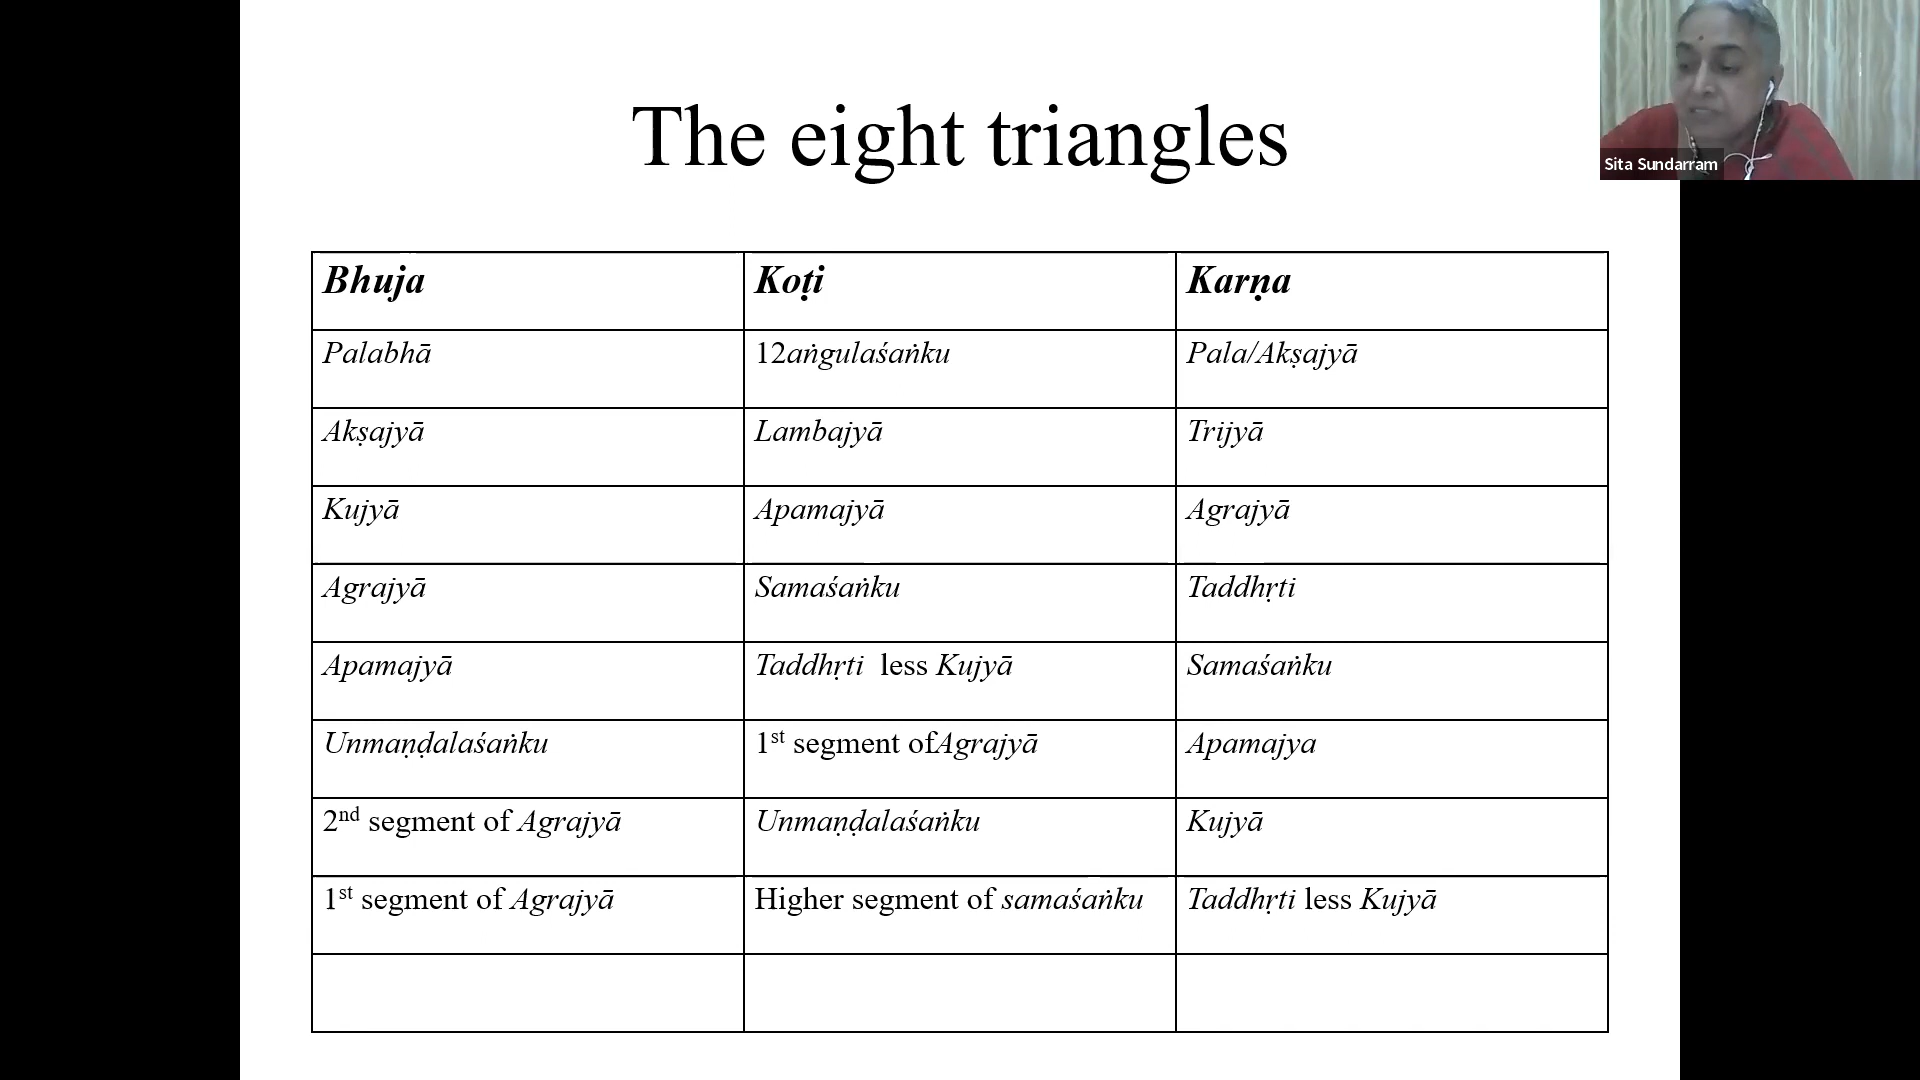 The eight triangles
Sita Sundarram
Bhuja Koṭi Karṇa
Palabhā 12aṅgulaśaṅku Pala/Akṣajyā
Akṣajyā Lambajyā Trijyā
Kujyā Apamajyā Agrajyā
Agrajyā Samaśaṅku Taddhṛti
Apamajyā Taddhṛti less Kujyā Samaśaṅku
Unmaṇḍalaśaṅku 1st segment ofAgrajyā Apamajya
2nd segment of Agrajyā Unmaṇḍalaśaṅku Kujyā
1st segment of Agrajyā Higher segment of samaśaṅku Taddhṛti less Kujyā